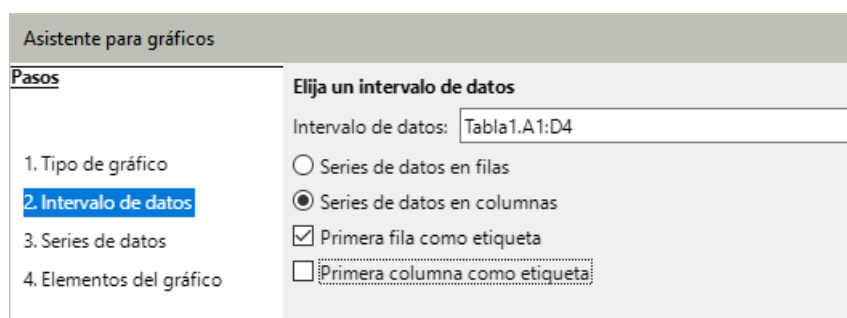 Asistente para gráficos
Pasos
1. Tipo de gráfico
2. Intervalo de datos
3. Series de datos
4. Elementos del gráfico
Elija un intervalo de datos
Intervalo de datos: Tabla1.A1:D4
Series de datos en filas
Series de datos en columnas
Primera fila como etiqueta
Primera columna como etiqueta